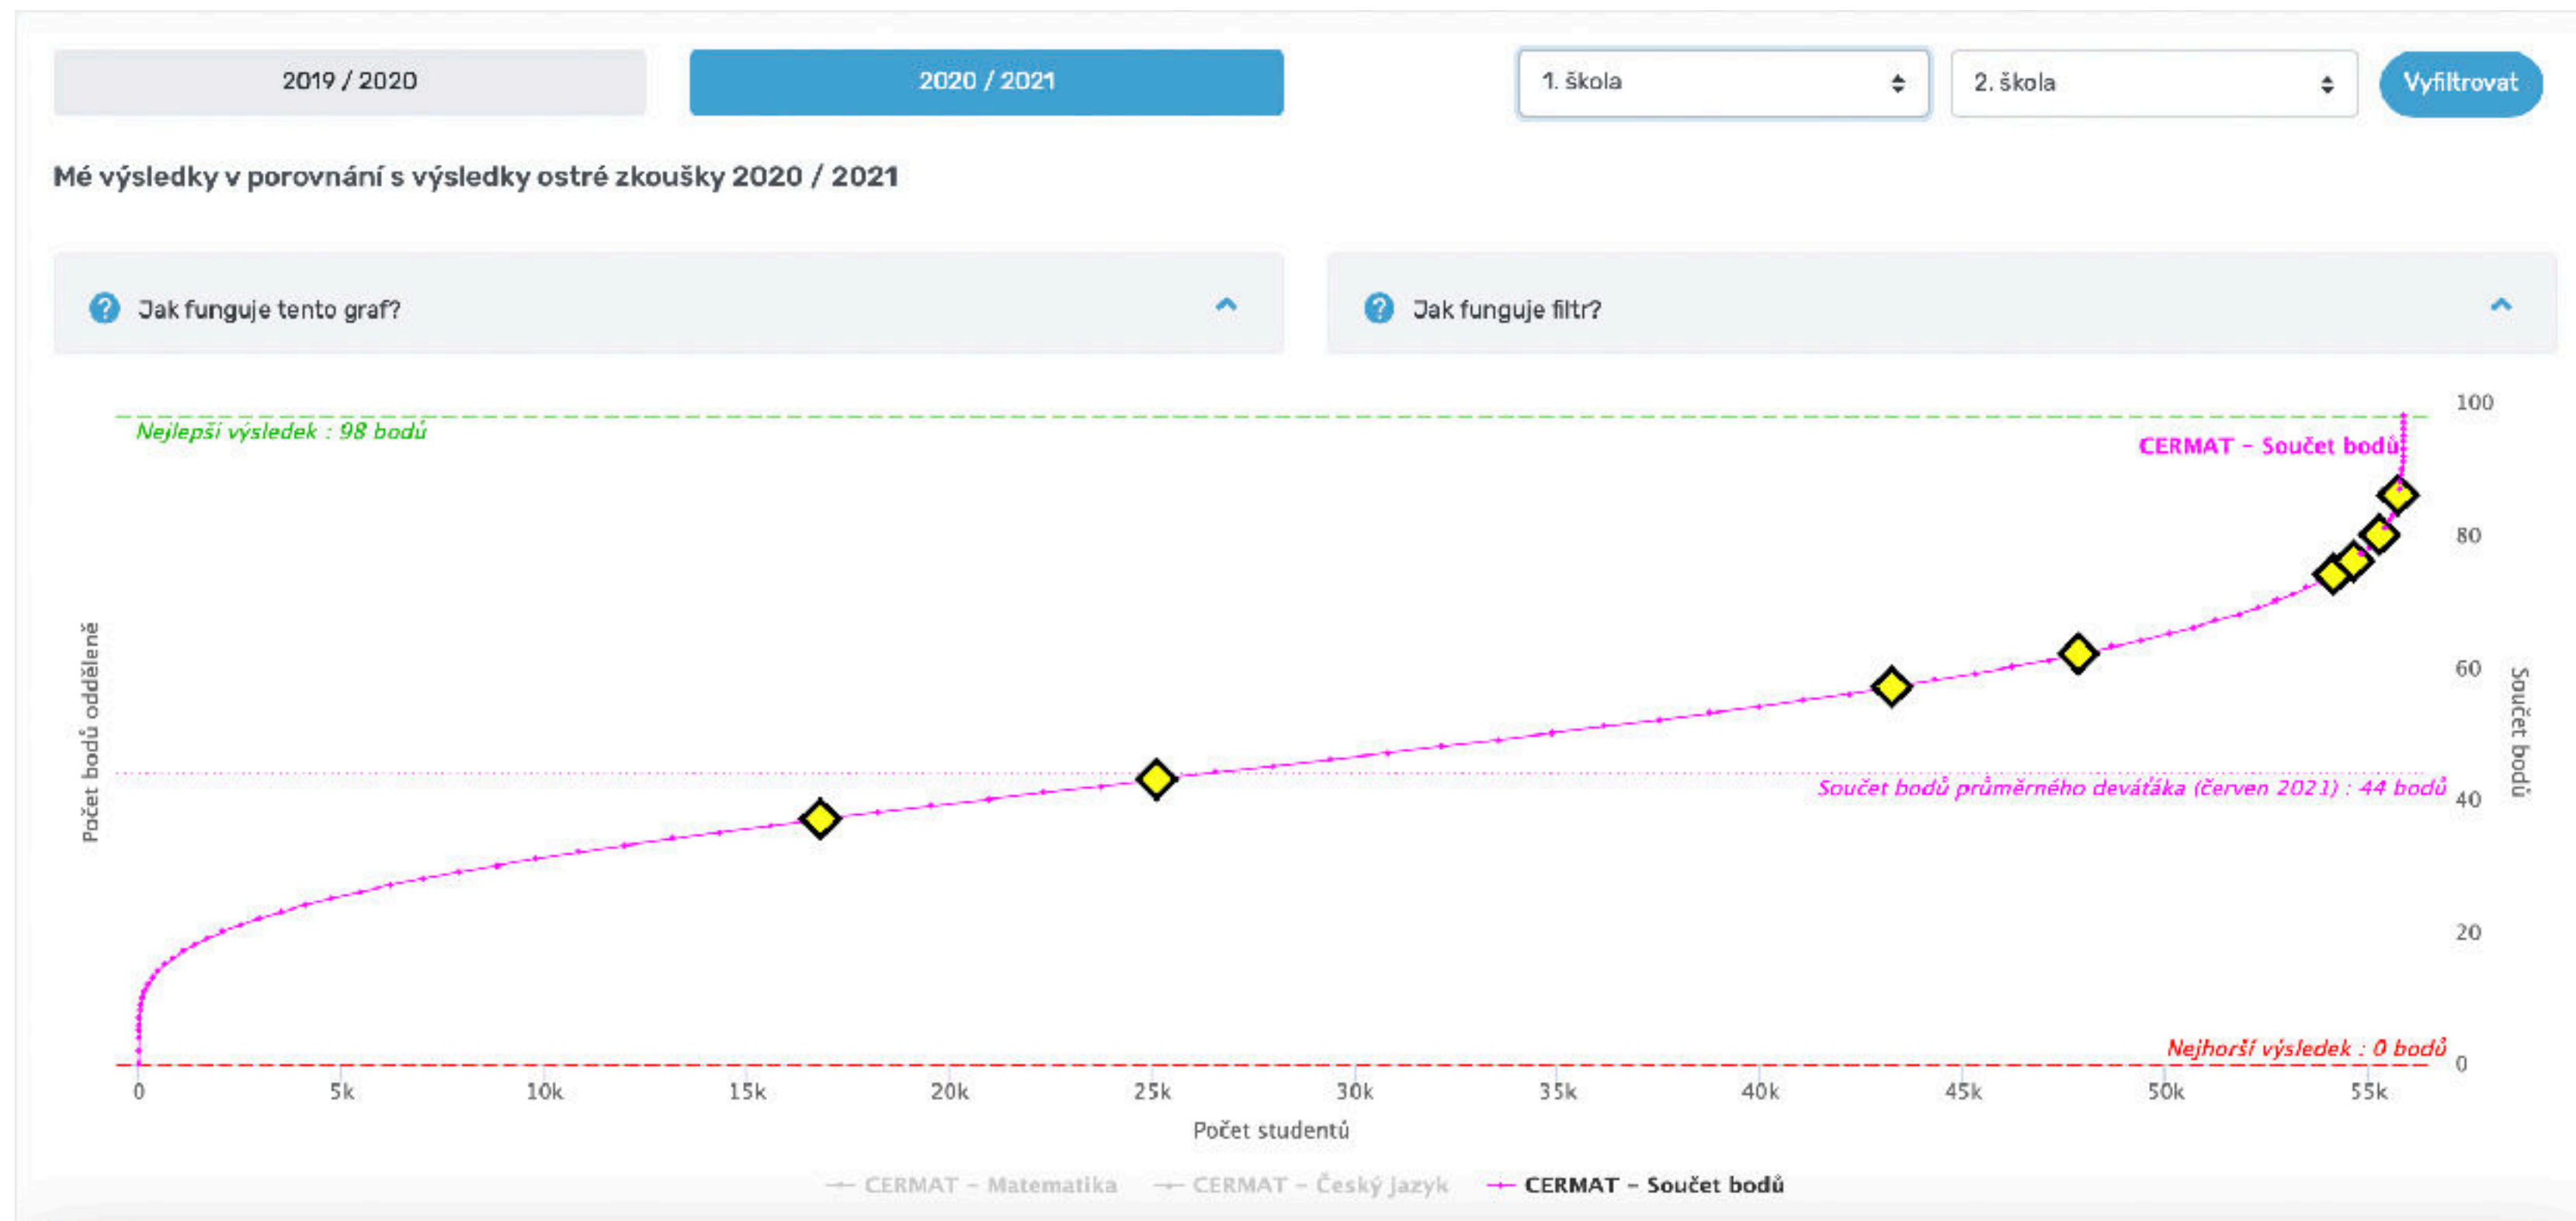 2019 / 2020
2020 / 2021
1. škola
2. škola
Vyfiltrovat
Mé výsledky v porovnání s výsledky ostré zkoušky 2020 / 2021
Jak funguje tento graf?
Jak funguje filtr?
Nejlepší výsledek : 98 bodů
CERMAT - Součet bodů
100
80
60
40
20
0
Počet bodů odděleně
Součet bodů
Součet bodů průměrného deváťáka (červen 2021) : 44 bodů
Nejhorší výsledek : 0 bodů
0 5k 10k 15k 20k 25k 30k 35k 40k 45k 50k 55k
Počet studentů
CERMAT - Matematika CERMAT - Český jazyk CERMAT - Součet bodů